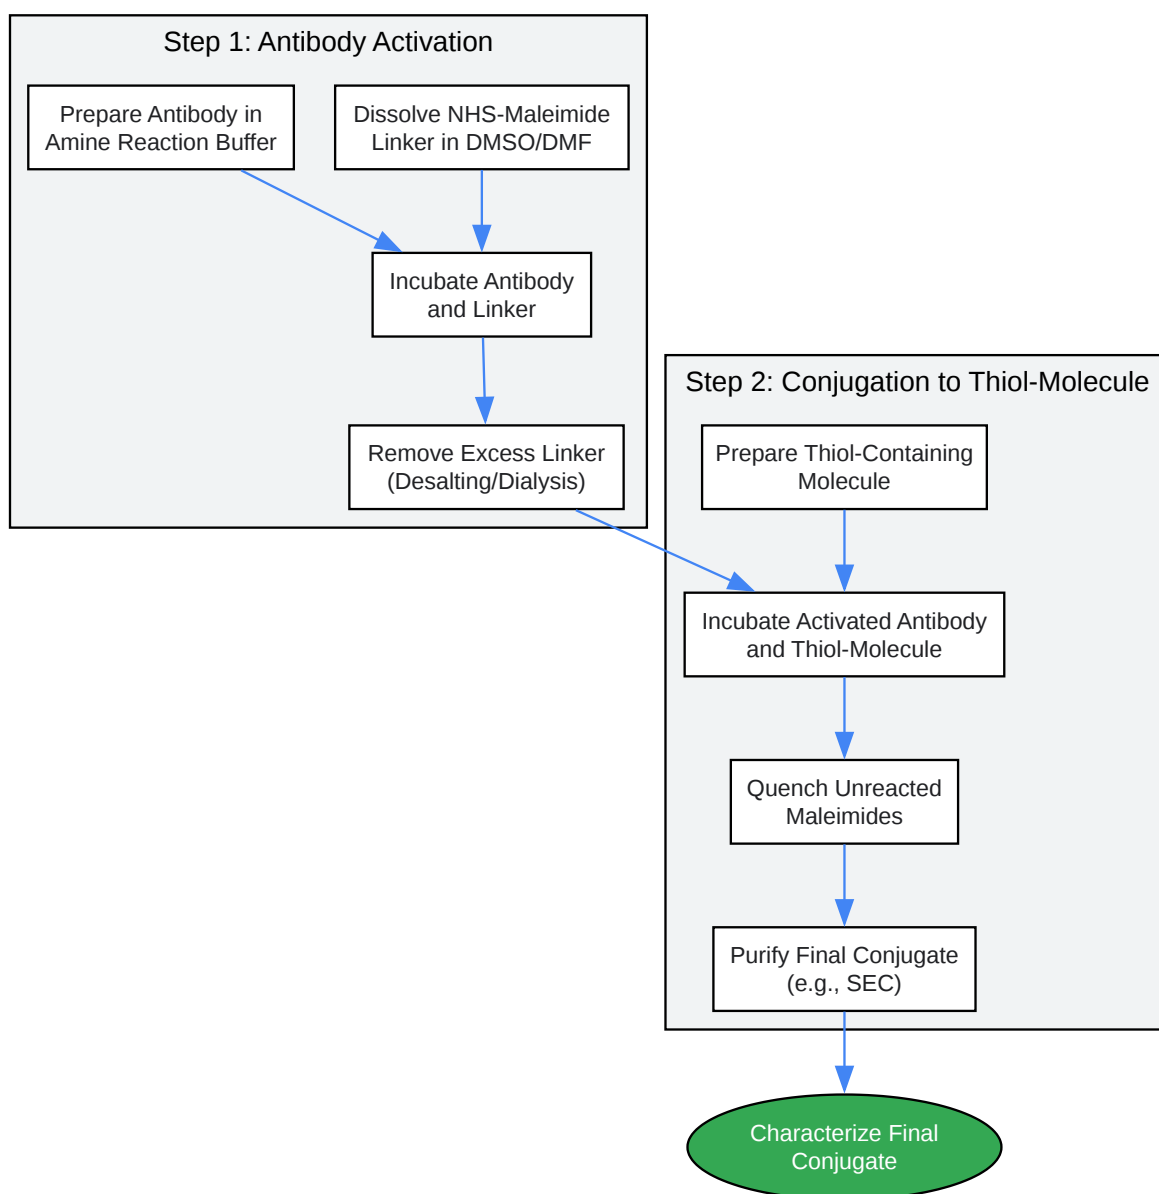 Step 1: Antibody Activation
Prepare Antibody in
Amine Reaction Buffer
Dissolve NHS-Maleimide
Linker in DMSO/DMF
Incubate Antibody
and Linker
Remove Excess Linker
(Desalting/Dialysis)
Step 2: Conjugation to Thiol-Molecule
Prepare Thiol-Containing
Molecule
Incubate Activated Antibody
and Thiol-Molecule
Quench Unreacted
Maleimides
Purify Final Conjugate
(e.g., SEC)
Characterize Final
Conjugate